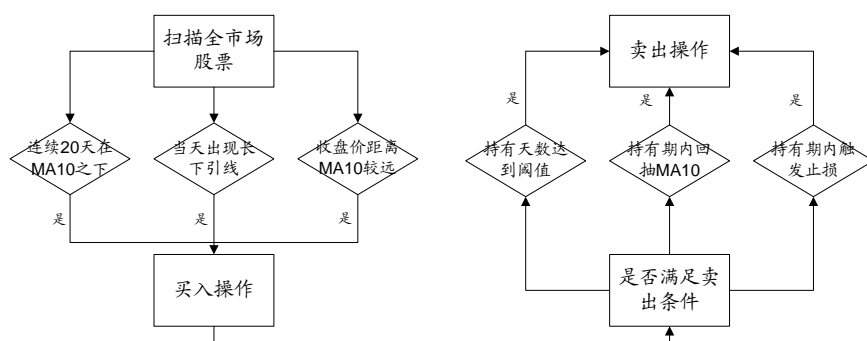 扫描全市场
股票
连续20天在
MA10之下
当天出现长
下引线
收盘价距离
MA10较远
是
是
是
买入操作
卖出操作
是
是
是
持有天数达
到阈值
持有期内回
抽MA10
持有期内触
发止损
是否满足卖
出条件